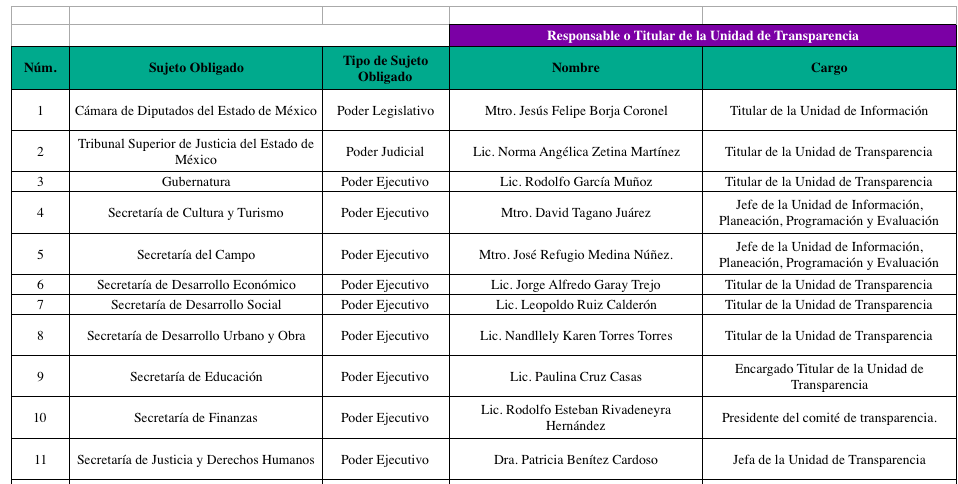 Responsable o Titular de la Unidad de Transparencia
Núm. Sujeto Obligado Tipo de Sujeto Obligado Nombre Cargo
1 Cámara de Diputados del Estado de México Poder Legislativo Mtro. Jesús Felipe Borja Coronel Titular de la Unidad de Información
2 Tribunal Superior de Justicia del Estado de México Poder Judicial Lic. Norma Angélica Zetina Martínez Titular de la Unidad de Transparencia
3 Gubernatura Poder Ejecutivo Lic. Rodolfo García Muñoz Titular de la Unidad de Transparencia
4 Secretaría de Cultura y Turismo Poder Ejecutivo Mtro. David Tagano Juárez Jefe de la Unidad de Información, Planeación, Programación y Evaluación
5 Secretaría del Campo Poder Ejecutivo Mtro. José Refugio Medina Núñez. Jefe de la Unidad de Información, Planeación, Programación y Evaluación
6 Secretaría de Desarrollo Económico Poder Ejecutivo Lic. Jorge Alfredo Garay Trejo Titular de la Unidad de Transparencia
7 Secretaría de Desarrollo Social Poder Ejecutivo Lic. Leopoldo Ruiz Calderón Titular de la Unidad de Transparencia
8 Secretaría de Desarrollo Urbano y Obra Poder Ejecutivo Lic. Nandllely Karen Torres Torres Titular de la Unidad de Transparencia
9 Secretaría de Educación Poder Ejecutivo Lic. Paulina Cruz Casas Encargado Titular de la Unidad de Transparencia
10 Secretaría de Finanzas Poder Ejecutivo Lic. Rodolfo Esteban Rivadeneyra Hernández Presidente del comité de transparencia.
11 Secretaría de Justicia y Derechos Humanos Poder Ejecutivo Dra. Patricia Benítez Cardoso Jefa de la Unidad de Transparencia